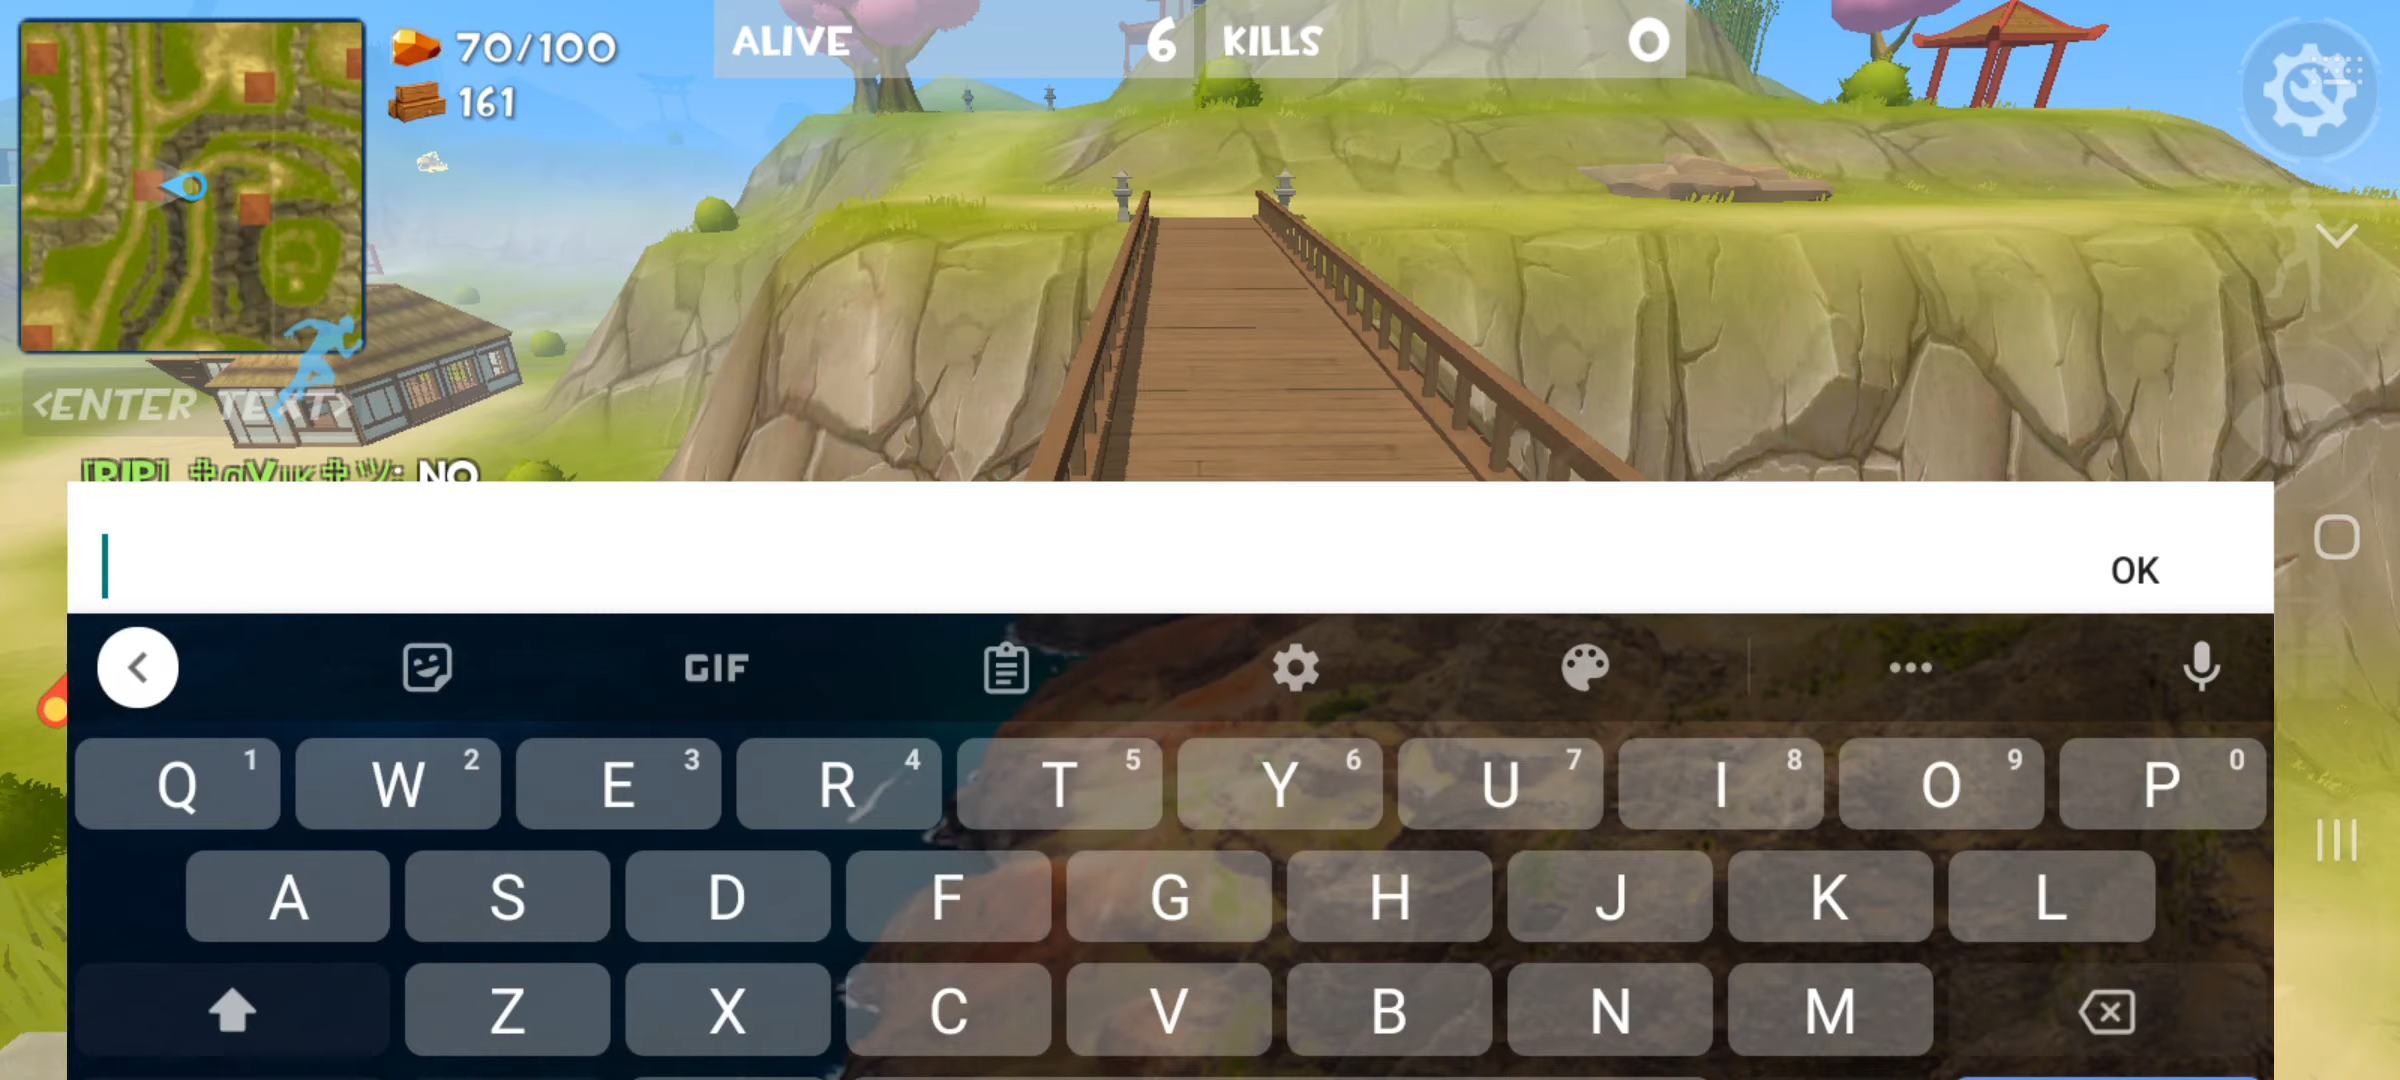 70/100
161
ALIVE 6
KILLS 0
<ENTER TEXT>
[RIP] : NO
OK
GIF
Q 1 W 2 E 3 R 4 T 5 Y 6 U 7 I 8 O 9 P 0
A S D F G H J K L
Z X C V B N M